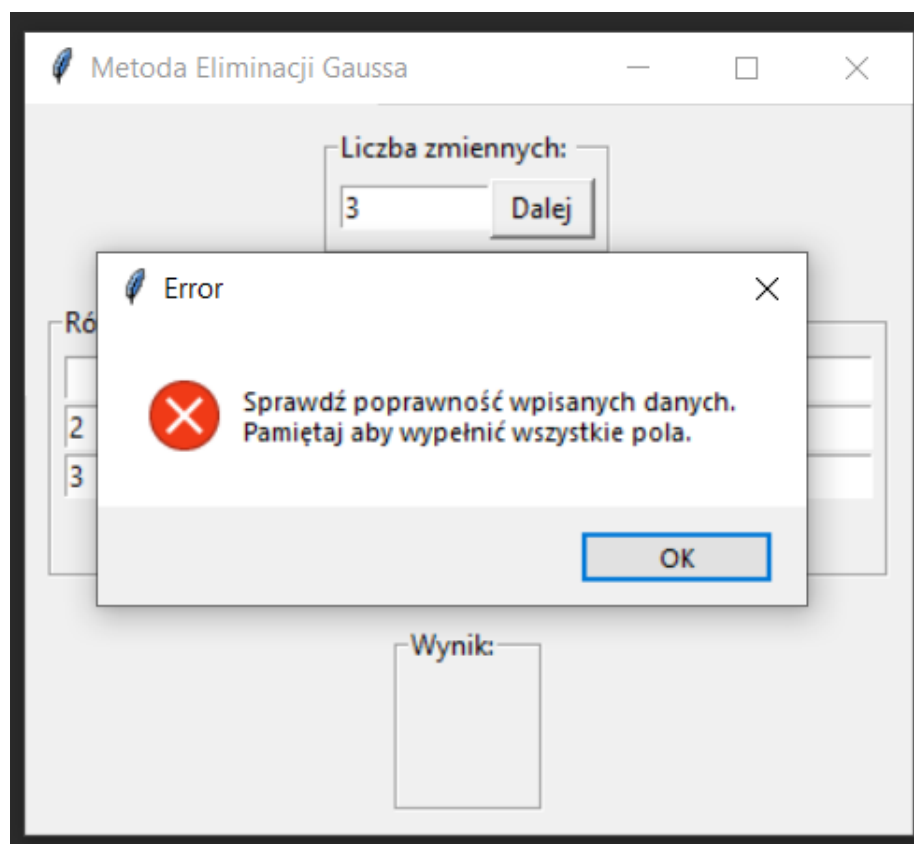 Metoda Eliminacji Gaussa
Liczba zmiennych:
3 Dalej
Error
Sprawdź poprawność wpisanych danych.
Pamiętaj aby wypełnić wszystkie pola.
2
3
OK
Wynik: